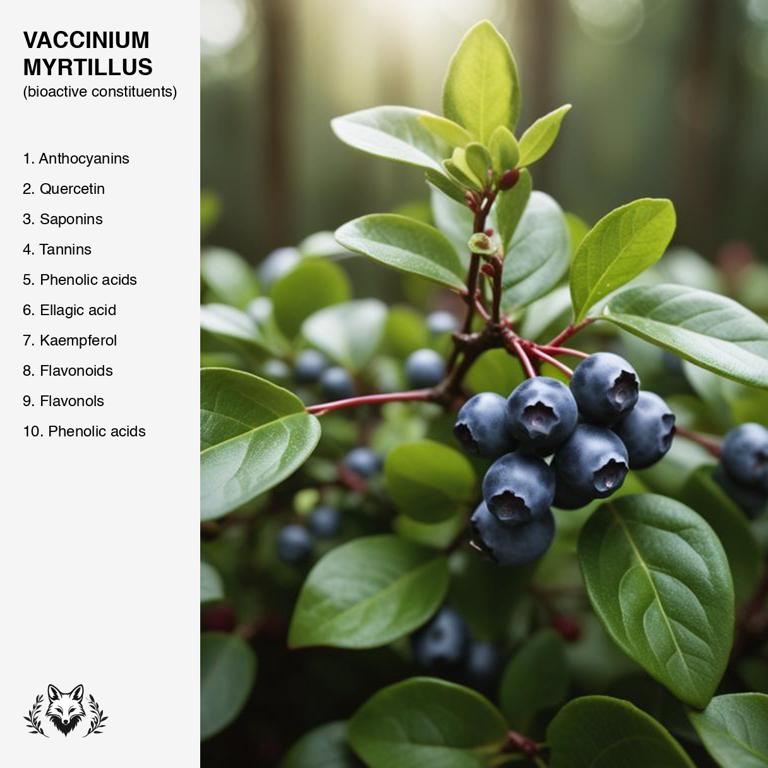 VACCINIUM
MYRTILLUS
(bioactive constituents)
1. Anthocyanins
2. Quercetin
3. Saponins
4. Tannins
5. Phenolic acids
6. Ellagic acid
7. Kaempferol
8. Flavonoids
9. Flavonols
10. Phenolic acids